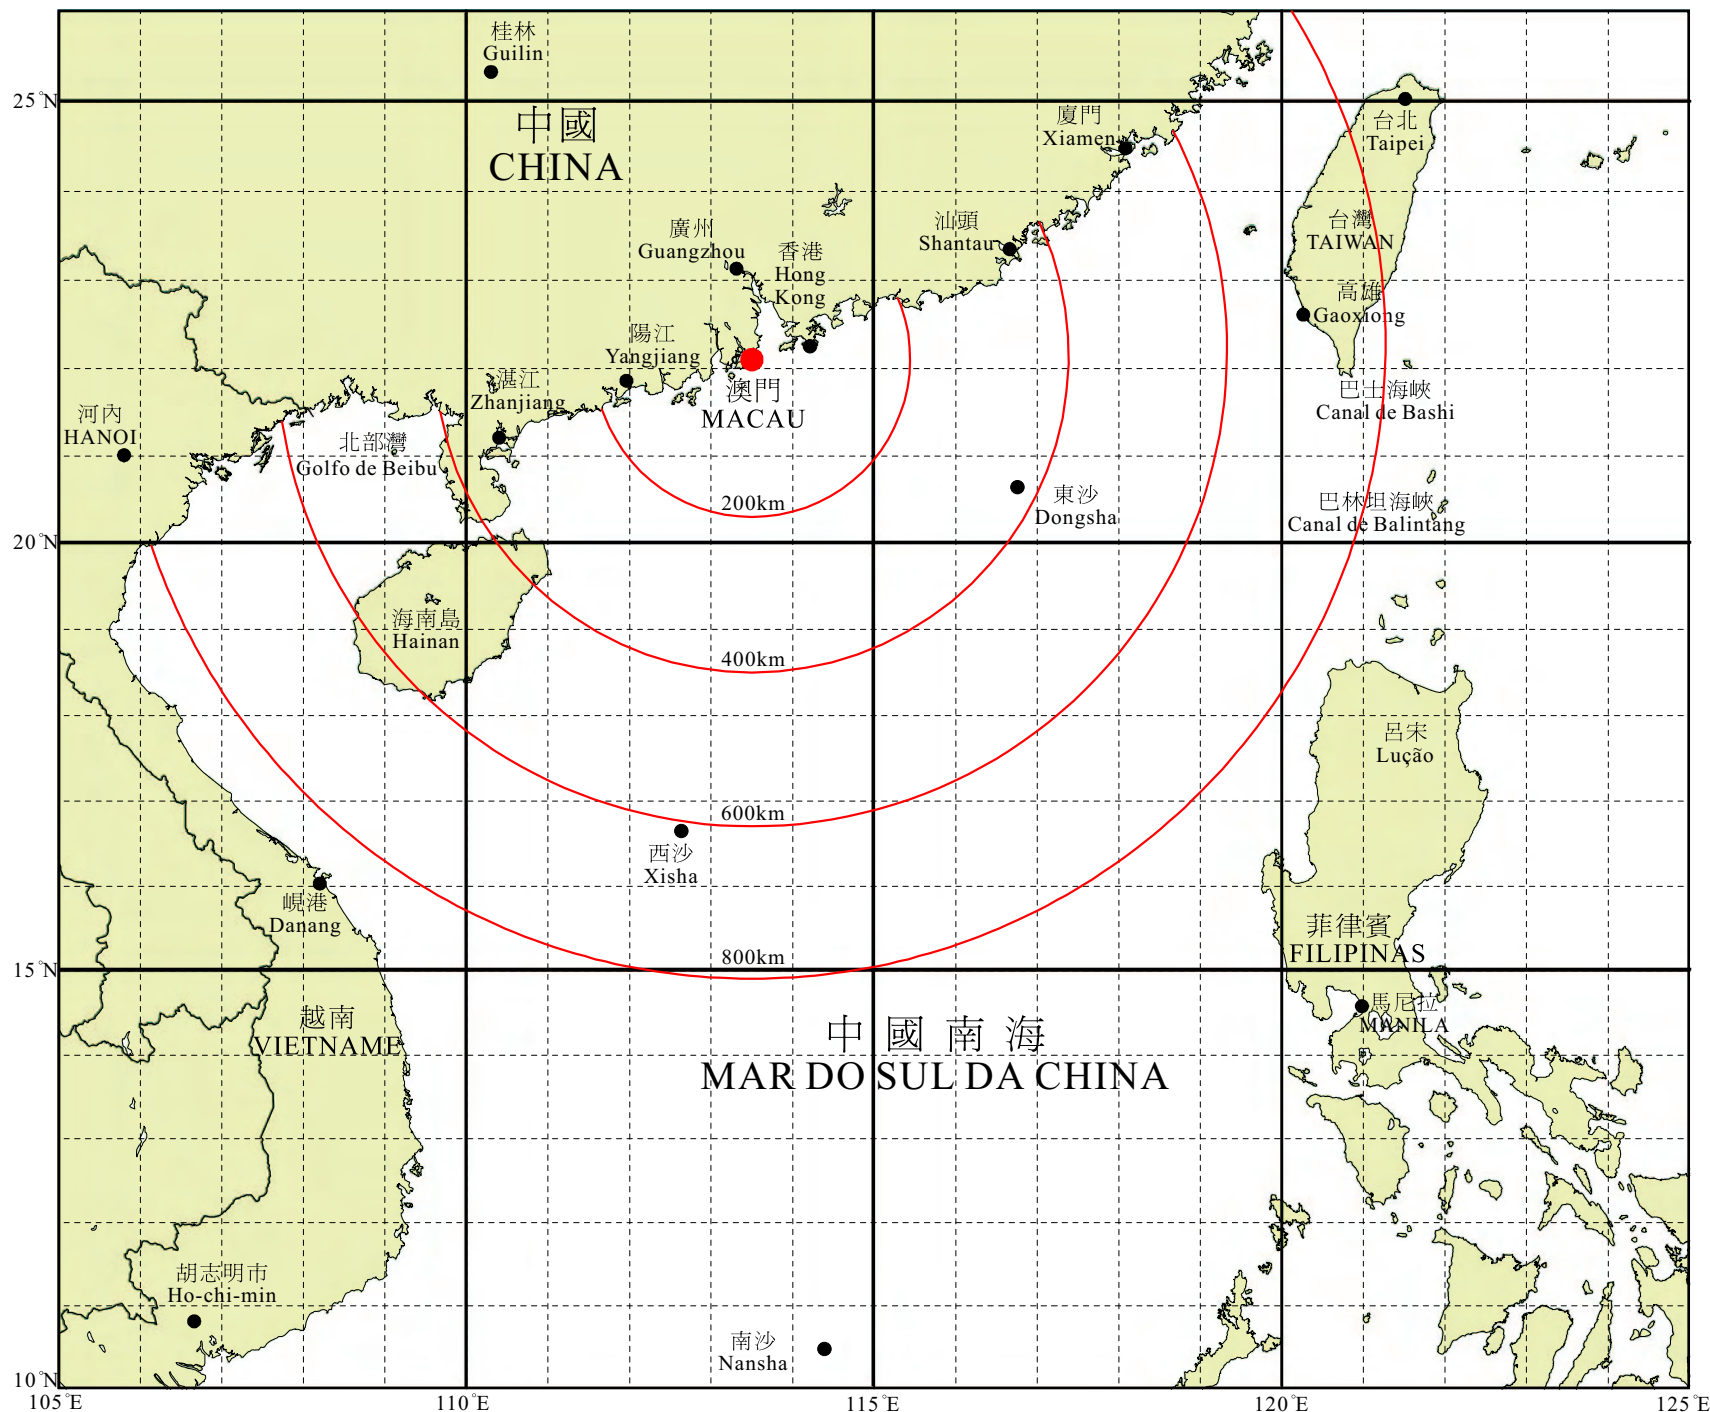 桂林
Guilin
25°N
中國
CHINA
廈門
Xiamen
台北
Taipei
廣州
Guangzhou
香港
Hong
Kong
汕頭
Shantau
台灣
TAIWAN
高雄
Gaoxiong
陽江
Yangjiang
湛江
Zhanjiang
澳門
MACAU
巴士海峽
Canal de Bashi
河內
HANOI
北部灣
Golfo de Beibu
200km
東沙
Dongsha
巴林坦海峽
Canal de Balintang
20°N
海南島
Hainan
400km
呂宋
Lução
600km
西沙
Xisha
峴港
Danang
菲律賓
FILIPINAS
800km
15°N
馬尼拉
MANILA
越南
VIETNAME
中國南海
MAR DO SUL DA CHINA
胡志明市
Ho-chi-min
南沙
Nansha
10°N
105°E
110°E
115°E
120°E
125°E